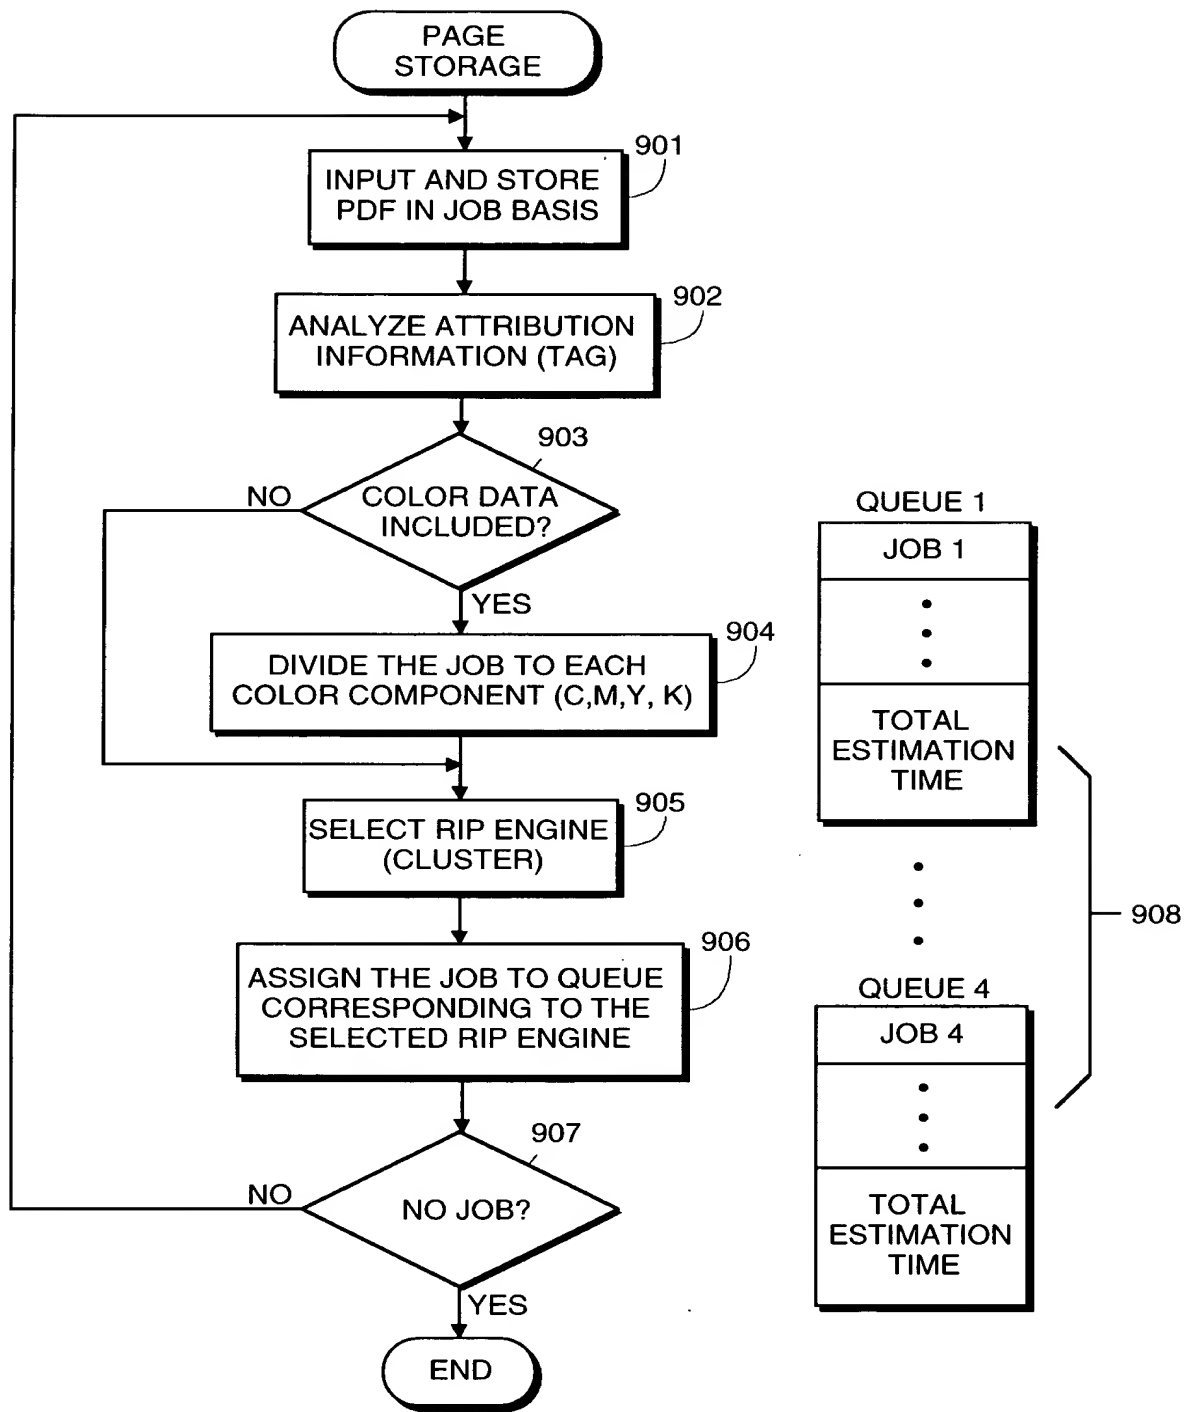 PAGE
STORAGE
901
INPUT AND STORE
PDF IN JOB BASIS
902
ANALYZE ATTRIBUTION
INFORMATION (TAG)
903
COLOR DATA
INCLUDED?
NO
YES
904
DIVIDE THE JOB TO EACH
COLOR COMPONENT (C,M,Y, K)
905
SELECT RIP ENGINE
(CLUSTER)
906
ASSIGN THE JOB TO QUEUE
CORRESPONDING TO THE
SELECTED RIP ENGINE
907
NO JOB?
NO
YES
END
QUEUE 1
JOB 1
TOTAL
ESTIMATION
TIME
908
QUEUE 4
JOB 4
TOTAL
ESTIMATION
TIME